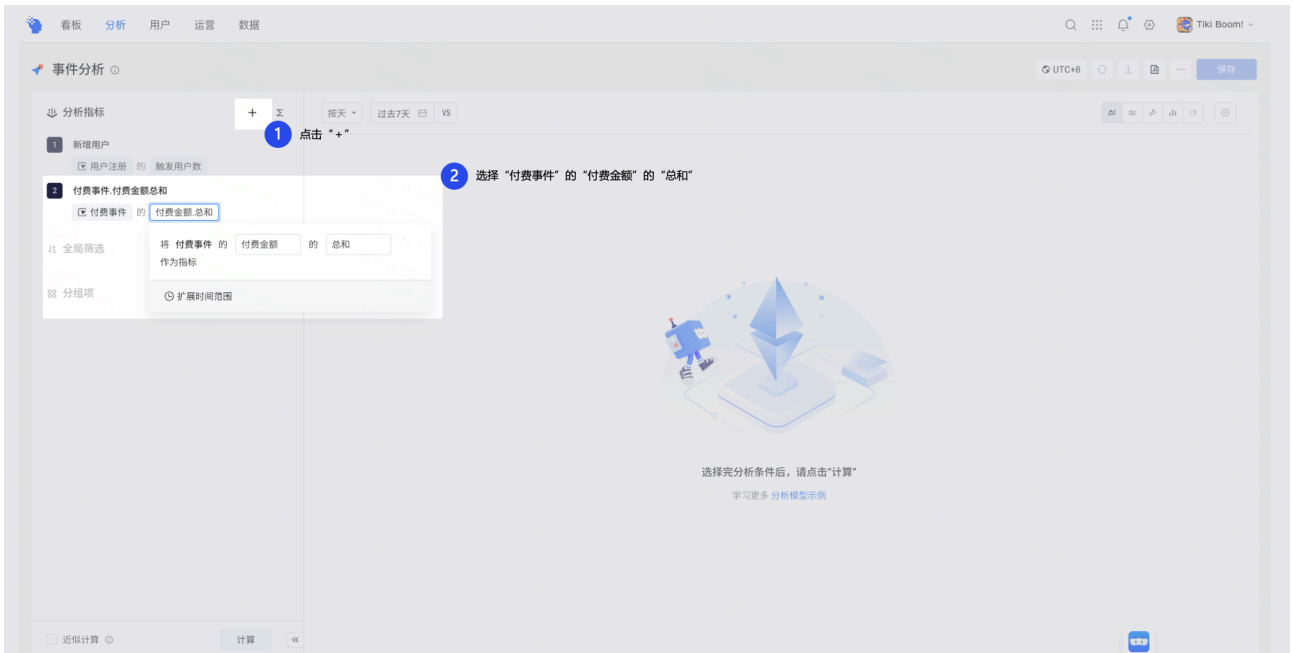 看板 分析 用户 运营 数据 Tiki Boom!
事件分析 UTC+8 保存
分析指标 + Σ 按天 过去7天 VS
1 点击“+”
1 新增用户
用户注册 的 触发用户数
2 选择“付费事件”的“付费金额”的“总和”
2 付费事件.付费金额总和
付费事件 的 付费金额.总和
全局筛选
将 付费事件 的 付费金额 的 总和
作为指标
分组项
扩展时间范围
选择完分析条件后，请点击“计算”
学习更多 分析模型示例
近似计算 计算